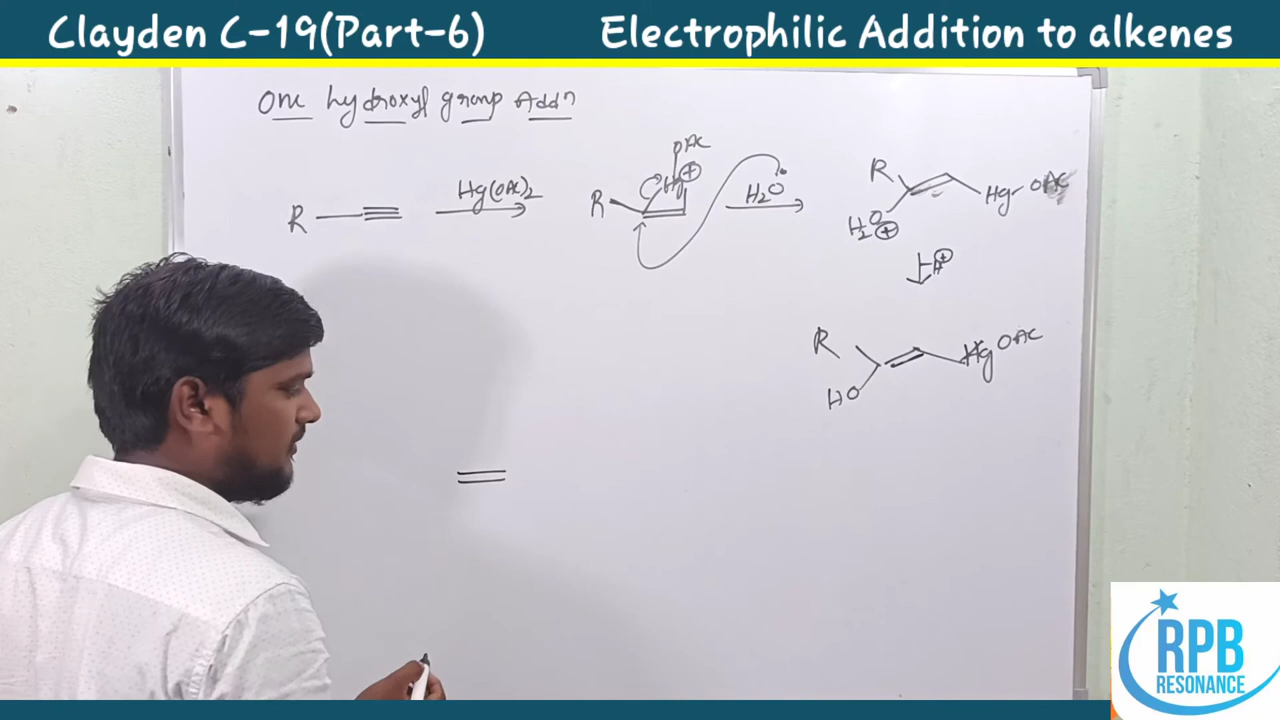 Clayden C-19(Part-6) Electrophilic Addition to alkenes
One hydroxyl group Addn
R Hg(OAc)2 R Hg OAc ⊕ H2O R H2O ⊕ Hg-OAc
H⊕
R HO HgOAc
RPB
RESONANCE